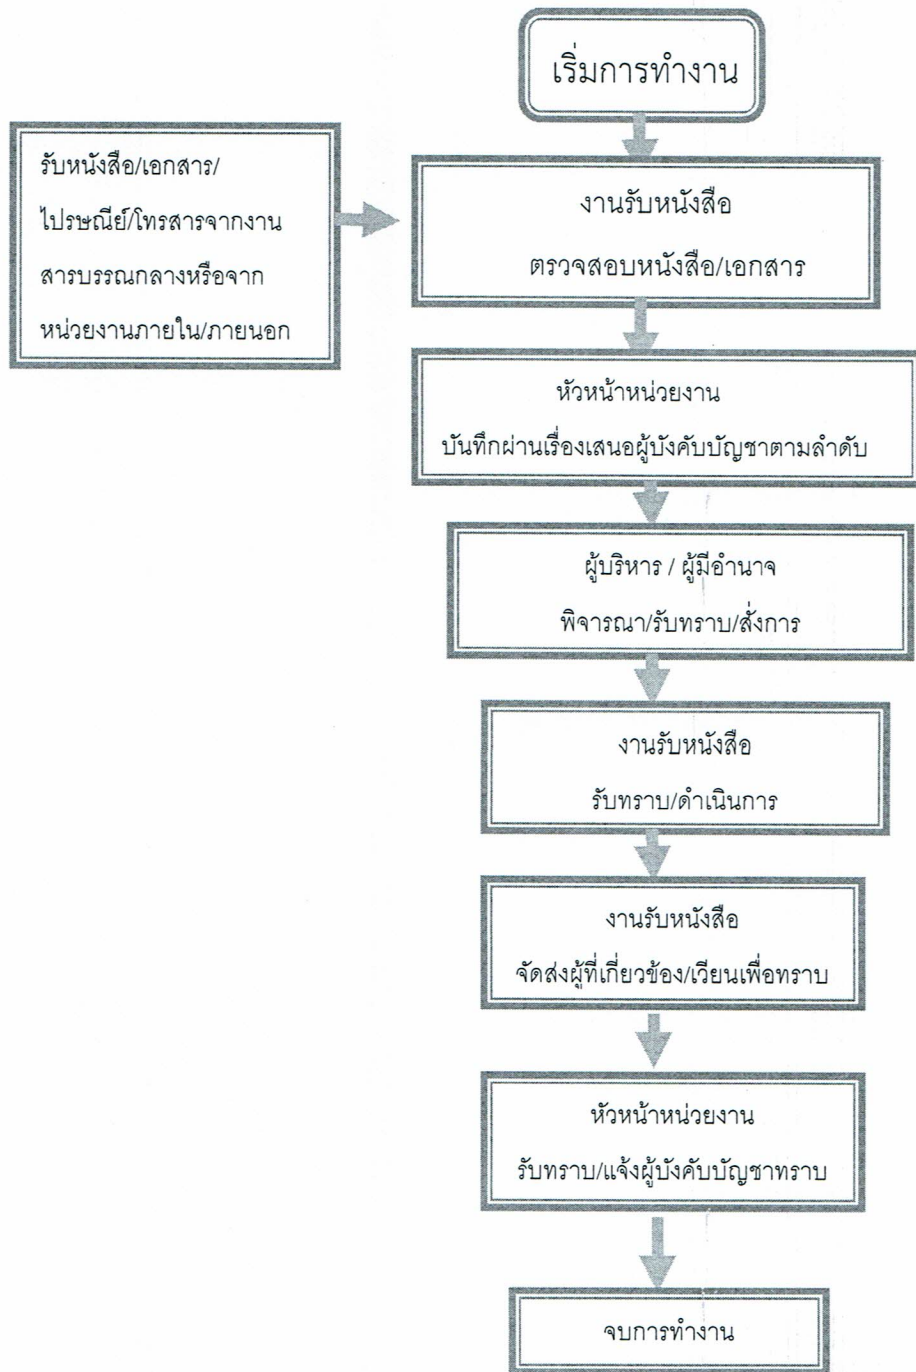 เริ่มการทำงาน
รับหนังสือ/เอกสาร/
ไปรษณีย์/โทรสารจากงาน
สารบรรณกลางหรือจาก
หน่วยงานภายใน/ภายนอก
งานรับหนังสือ
ตรวจสอบหนังสือ/เอกสาร
หัวหน้าหน่วยงาน
บันทึกผ่านเรื่องเสนอผู้บังคับบัญชาตามลำดับ
ผู้บริหาร / ผู้มีอำนาจ
พิจารณา/รับทราบ/สั่งการ
งานรับหนังสือ
รับทราบ/ดำเนินการ
งานรับหนังสือ
จัดส่งผู้ที่เกี่ยวข้อง/เวียนเพื่อทราบ
หัวหน้าหน่วยงาน
รับทราบ/แจ้งผู้บังคับบัญชาทราบ
จบการทำงาน